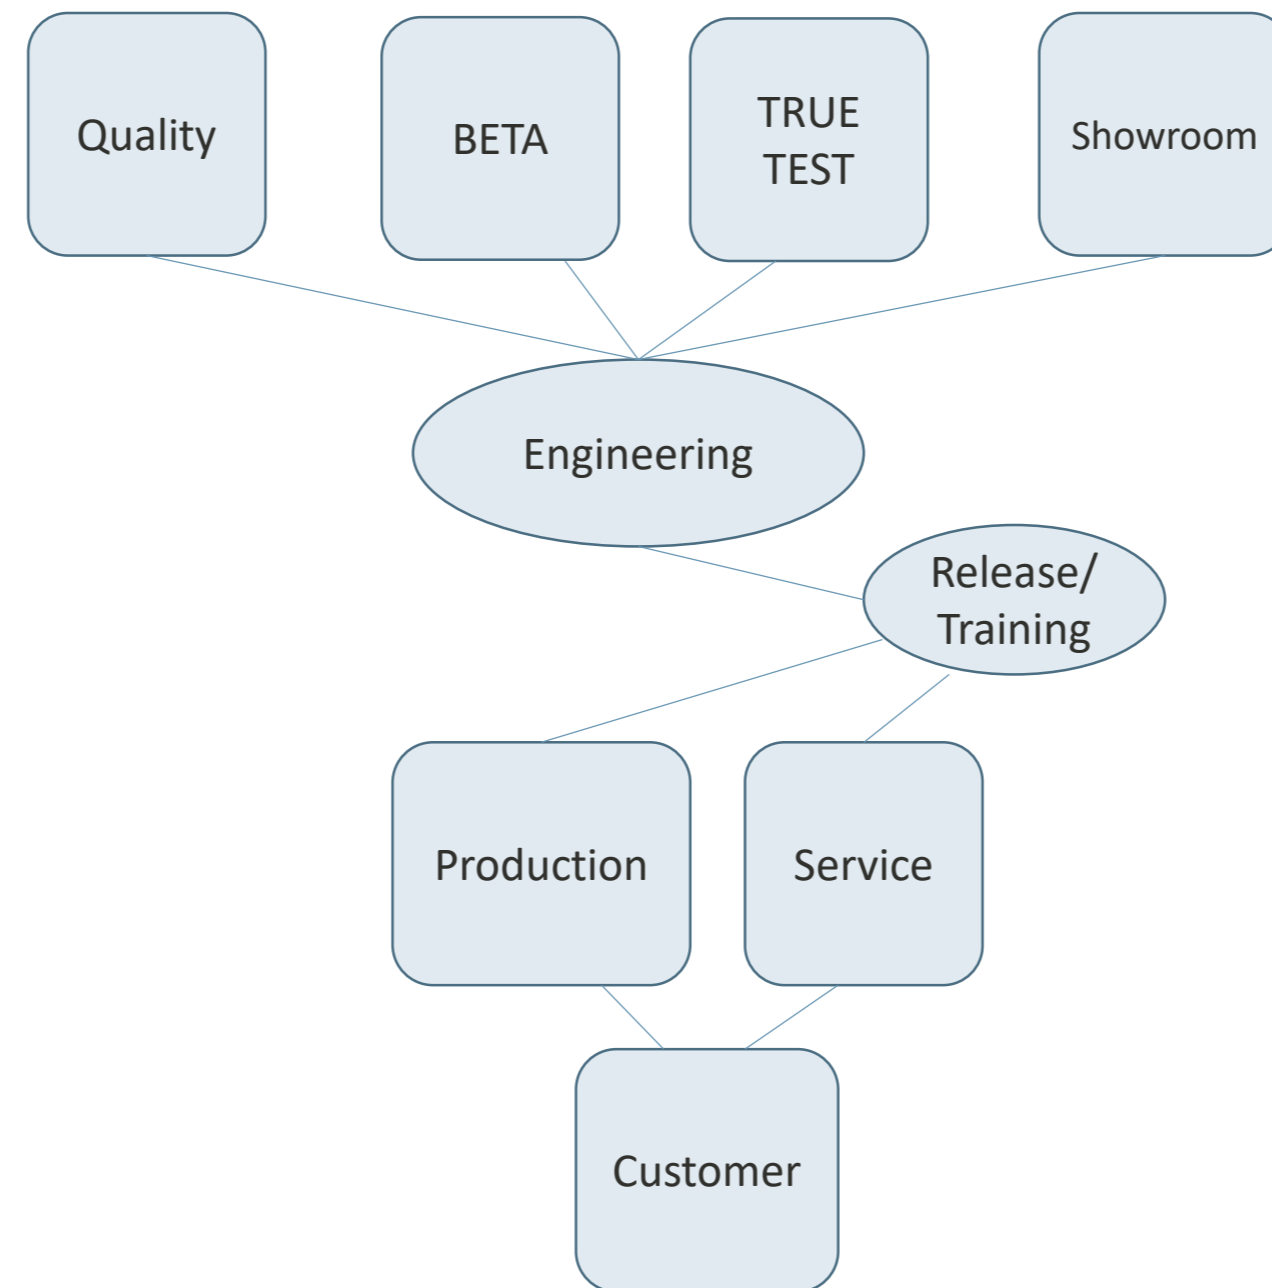 Quality
BETA
TRUE
TEST
Showroom
Engineering
Release/
Training
Production
Service
Customer